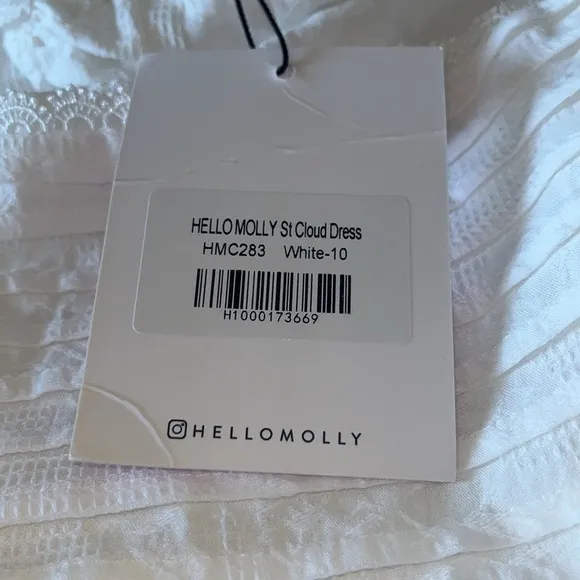 HELLO MOLLY St Cloud Dress
HMC283 White-10
H1000173669
HELLOMOLLY